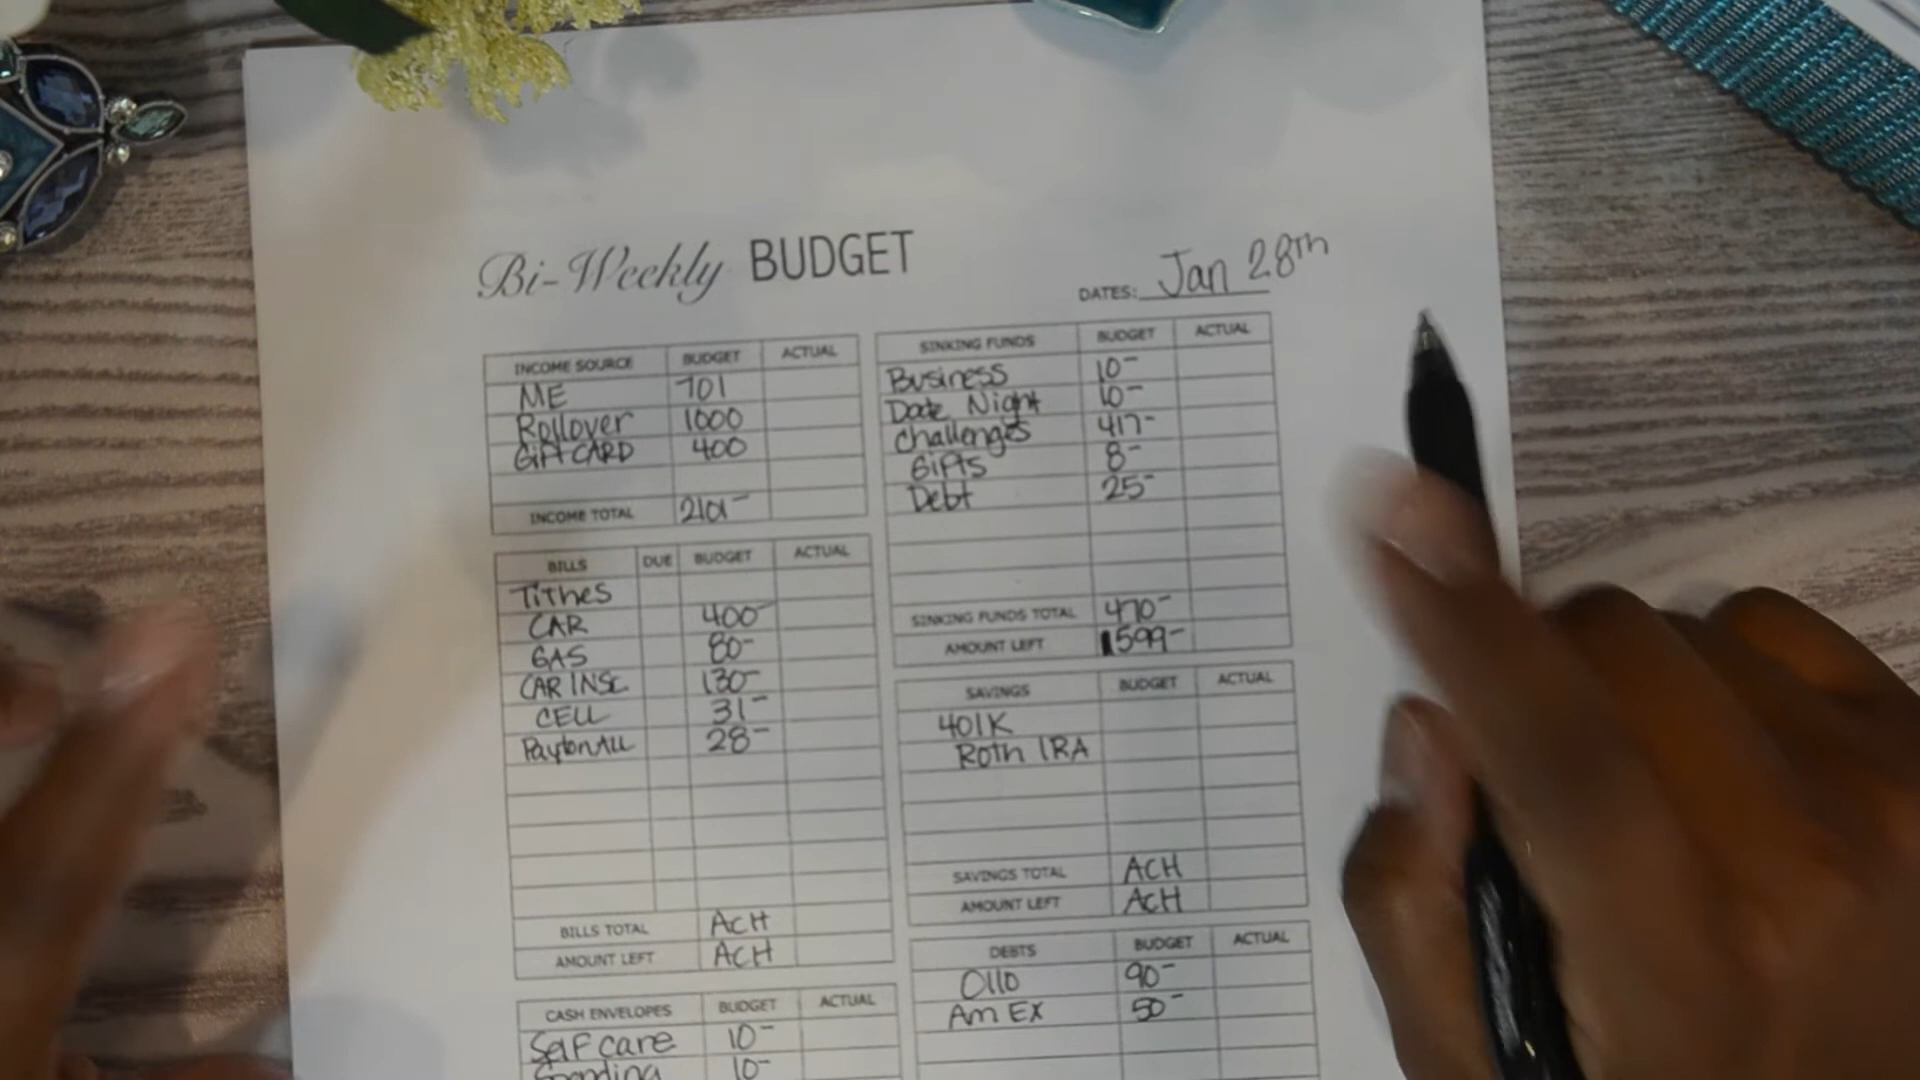 Bi-Weekly BUDGET
DATES: Jan 28th
INCOME SOURCE BUDGET ACTUAL
ME 701
Rollover 1000
Gift CARD 400
INCOME TOTAL 2101-
BILLS DUE BUDGET ACTUAL
Tithes
CAR 400-
GAS 80-
CAR INSC 130-
CELL 31-
PaytonAll 28-
BILLS TOTAL ACH
AMOUNT LEFT ACH
CASH ENVELOPES BUDGET ACTUAL
Self care 10-
Spending 10-
SINKING FUNDS BUDGET ACTUAL
Business 10-
Date Night 10-
Challenges 417-
Gifts 8-
Debt 25-
SINKING FUNDS TOTAL 470-
AMOUNT LEFT 1599-
SAVINGS BUDGET ACTUAL
401K
Roth IRA
SAVINGS TOTAL ACH
AMOUNT LEFT ACH
DEBTS BUDGET ACTUAL
Ollo 90-
Am EX 50-